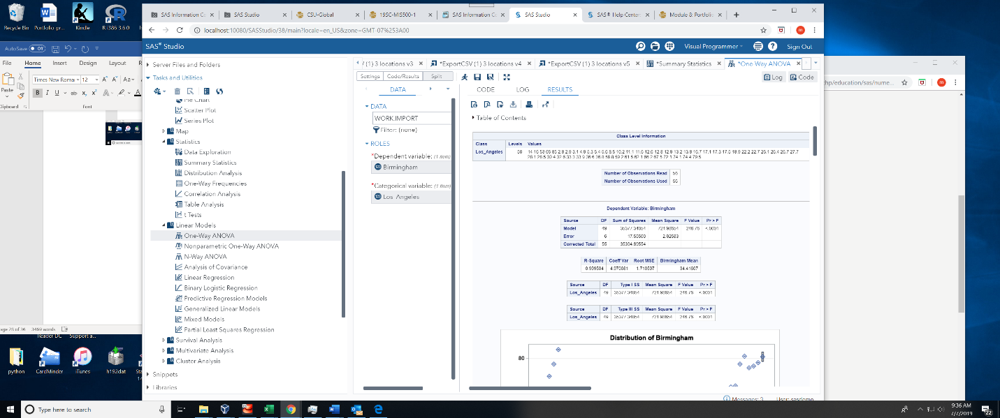 SAS Information Ca
SAS Studio
CSU-Global
19SC-MIS500-1
SAS Information Ca
SAS Studio
SAS® Help Center:
Module 8: Portfolio
Recycle Bin
Portfolio-pr...
Kindle
R i386 3.6.0
localhost:10080/SASStudio/38/main?locale=en_US&zone=GMT-07%253A00
AutoSave Off
SAS® Studio
Visual Programmer
Sign Out
File Home Insert Design Layout
Times New Roma 12
Paste
B I U ab
Clipboard
Font
Server Files and Folders
Tasks and Utilities
Pie Chart
Scatter Plot
Series Plot
Map
Statistics
Data Exploration
Summary Statistics
Distribution Analysis
One-Way Frequencies
Correlation Analysis
Table Analysis
t Tests
Linear Models
One-Way ANOVA
Nonparametric One-Way ANOVA
N-Way ANOVA
Analysis of Covariance
Linear Regression
Binary Logistic Regression
Predictive Regression Models
Generalized Linear Models
Mixed Models
Partial Least Squares Regression
Survival Analysis
Multivariate Analysis
Cluster Analysis
Snippets
Libraries
(1) 3 locations v3
*ExportCSV (1) 3 locations v4
*ExportCSV (1) 3 locations v5
*Summary Statistics
*One-Way ANOVA
Settings Code/Results Split
Log
Code
DATA
CODE LOG RESULTS
DATA
WORK.IMPORT
Filter: (none)
ROLES
*Dependent variable: (1 item)
Birmingham
*Categorical variable: (1 item)
Los_Angeles
Table of Contents
Class Level Information
Class Levels Values
Los_Angeles 50
Number of Observations Read 56
Number of Observations Used 56
Dependent Variable: Birmingham
Source DF Sum of Squares Mean Square F Value Pr > F
Model 49 35377.34054 721.98654 246.76 <.0001
Error 6 17.55500 2.92583
Corrected Total 55 35394.89554
R-Square Coeff Var Root MSE Birmingham Mean
0.999504 4.970081 1.710507 34.41607
Source DF Type I SS Mean Square F Value Pr > F
Los_Angeles 49 35377.34054 721.98654 246.76 <.0001
Source DF Type III SS Mean Square F Value Pr > F
Los_Angeles 49 35377.34054 721.98654 246.76 <.0001
Distribution of Birmingham
80
Messages: 3
User: sasdemo
hp/education/sas/nume...
age 28 of 36 3469 words
Reader DC
Support a...
python
CardMinder
iTunes
h192dat
Type here to search
9:36 AM
7/7/2019
22